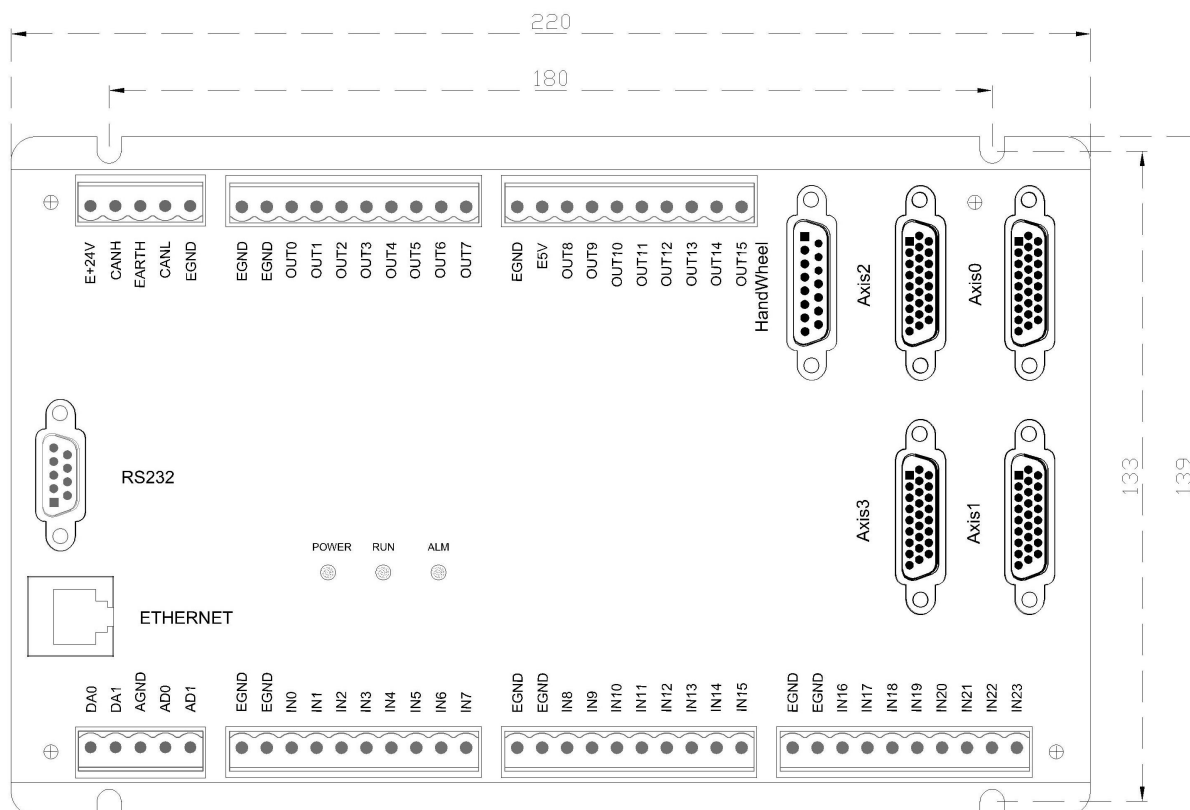 220
180
E+24V
CANH
EARTH
CANL
EGND
EGND
EGND
OUT0
OUT1
OUT2
OUT3
OUT4
OUT5
OUT6
OUT7
EGND
E5V
OUT8
OUT9
OUT10
OUT11
OUT12
OUT13
OUT14
OUT15
HandWheel
Axis2
Axis0
RS232
Axis3
Axis1
133
139
POWER
RUN
ALM
ETHERNET
DA0
DA1
AGND
AD0
AD1
EGND
EGND
IN0
IN1
IN2
IN3
IN4
IN5
IN6
IN7
EGND
EGND
IN8
IN9
IN10
IN11
IN12
IN13
IN14
IN15
EGND
EGND
IN16
IN17
IN18
IN19
IN20
IN21
IN22
IN23